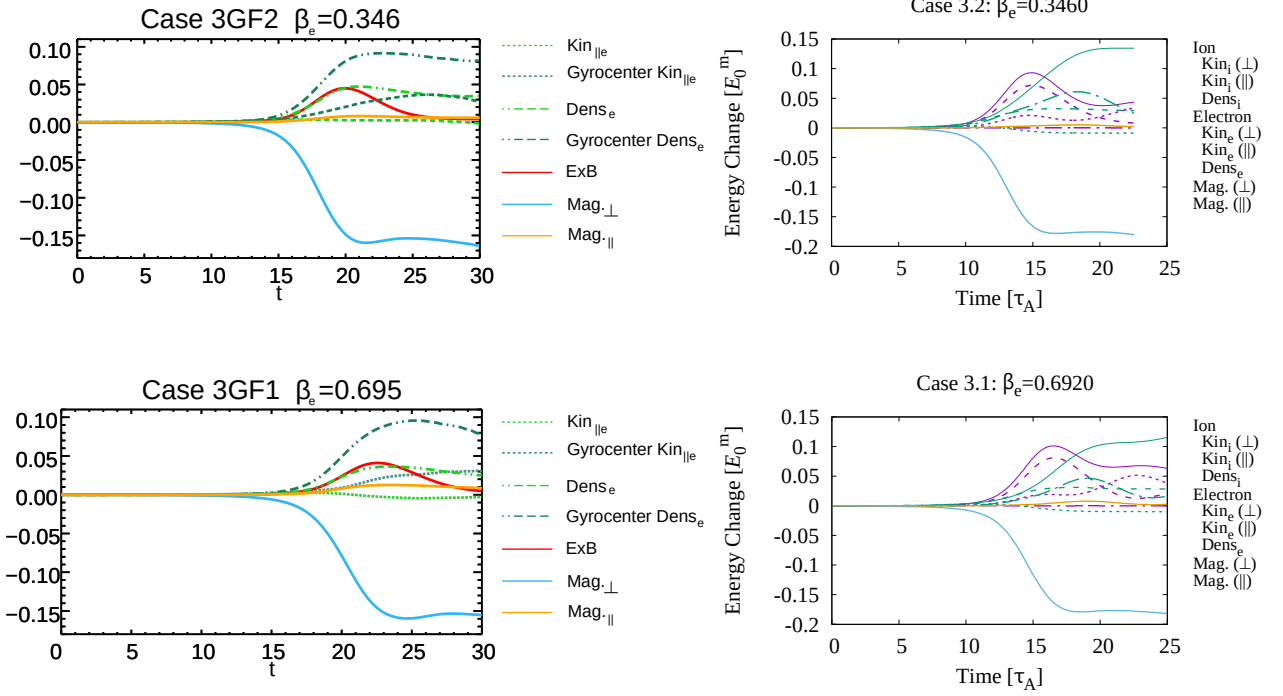 Case 3GF2 β_e=0.346
0.10
0.05
0.00
−0.05
−0.10
−0.15
0 5 10 15 20 25 30
t
Kin_∥e
Gyrocenter Kin_∥e
Dens_e
Gyrocenter Dens_e
ExB
Mag._⊥
Mag._∥
Case 3.2: β_e=0.3460
Energy Change [E_0^m]
0.15
0.1
0.05
0
-0.05
-0.1
-0.15
-0.2
0 5 10 15 20 25
Time [τ_A]
Ion
Kin_i (⊥)
Kin_i (∥)
Dens_i
Electron
Kin_e (⊥)
Kin_e (∥)
Dens_e
Mag. (⊥)
Mag. (∥)
Case 3GF1 β_e=0.695
0.10
0.05
0.00
−0.05
−0.10
−0.15
0 5 10 15 20 25 30
t
Kin_∥e
Gyrocenter Kin_∥e
Dens_e
Gyrocenter Dens_e
ExB
Mag._⊥
Mag._∥
Case 3.1: β_e=0.6920
Energy Change [E_0^m]
0.15
0.1
0.05
0
-0.05
-0.1
-0.15
-0.2
0 5 10 15 20 25
Time [τ_A]
Ion
Kin_i (⊥)
Kin_i (∥)
Dens_i
Electron
Kin_e (⊥)
Kin_e (∥)
Dens_e
Mag. (⊥)
Mag. (∥)